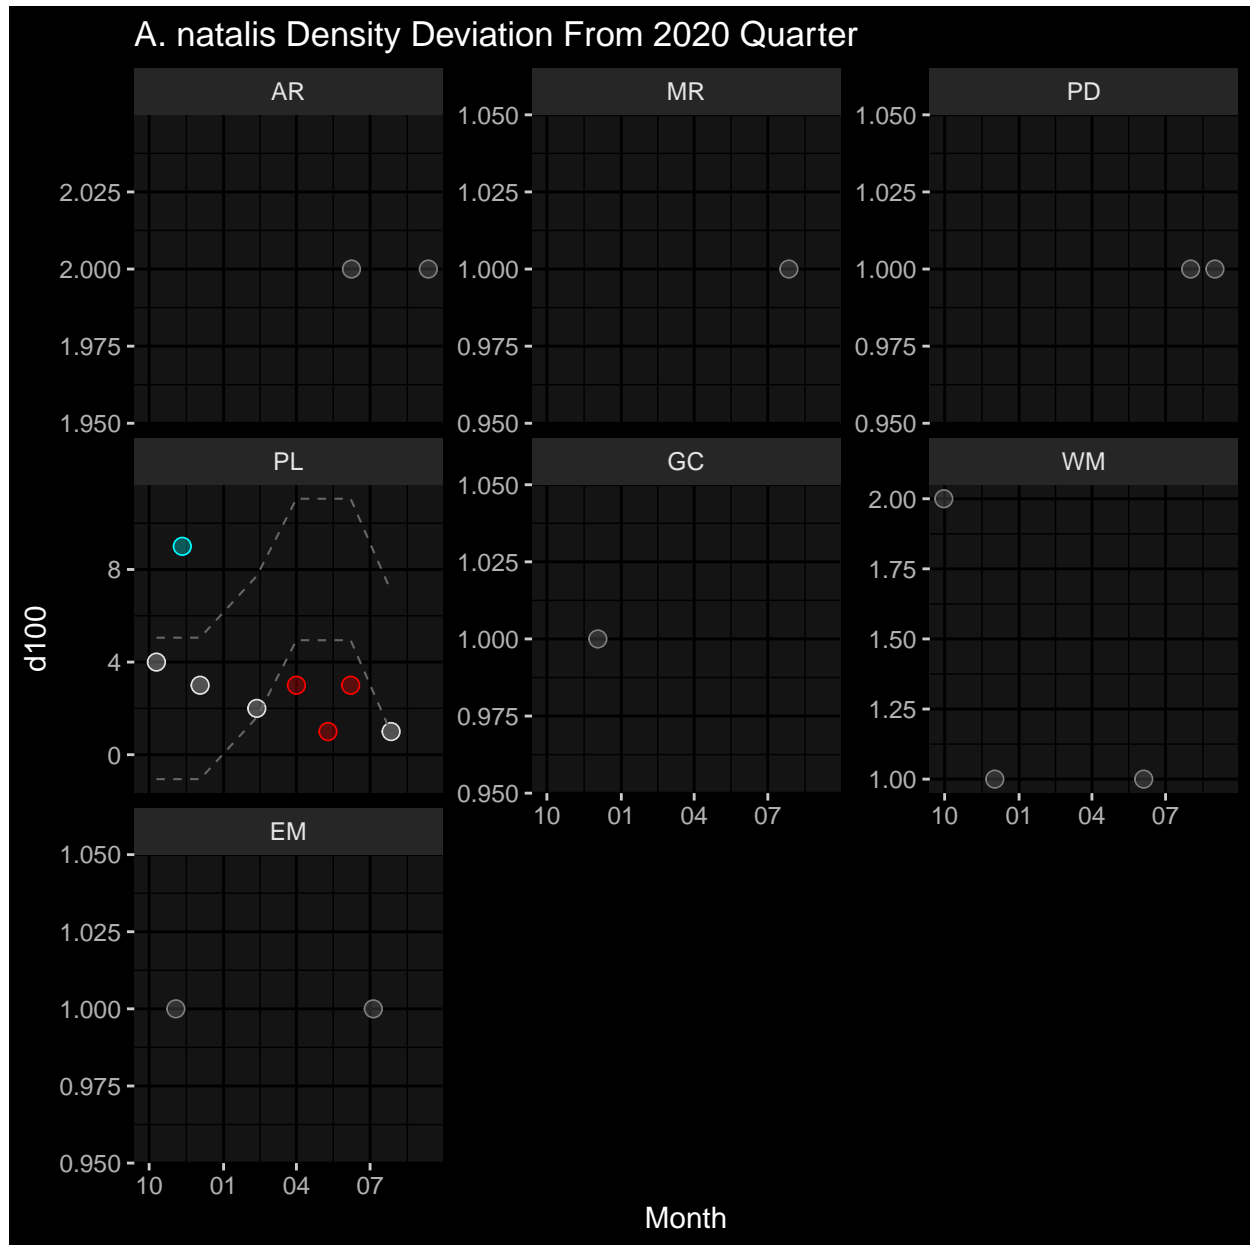 A. natalis Density Deviation From 2020 Quarter
AR MR PD
1.050 1.050
2.025 1.025 1.025
2.000 1.000 1.000
1.975 0.975 0.975
1.950 0.950 0.950
PL GC WM
1.050
2.00
8 1.025 1.75
4 1.000 1.50
0.975 1.25
0 1.00
0.950
10 01 04 07 10 01 04 07
EM
1.050
1.025
1.000
0.975
0.950
10 01 04 07
Month
d100